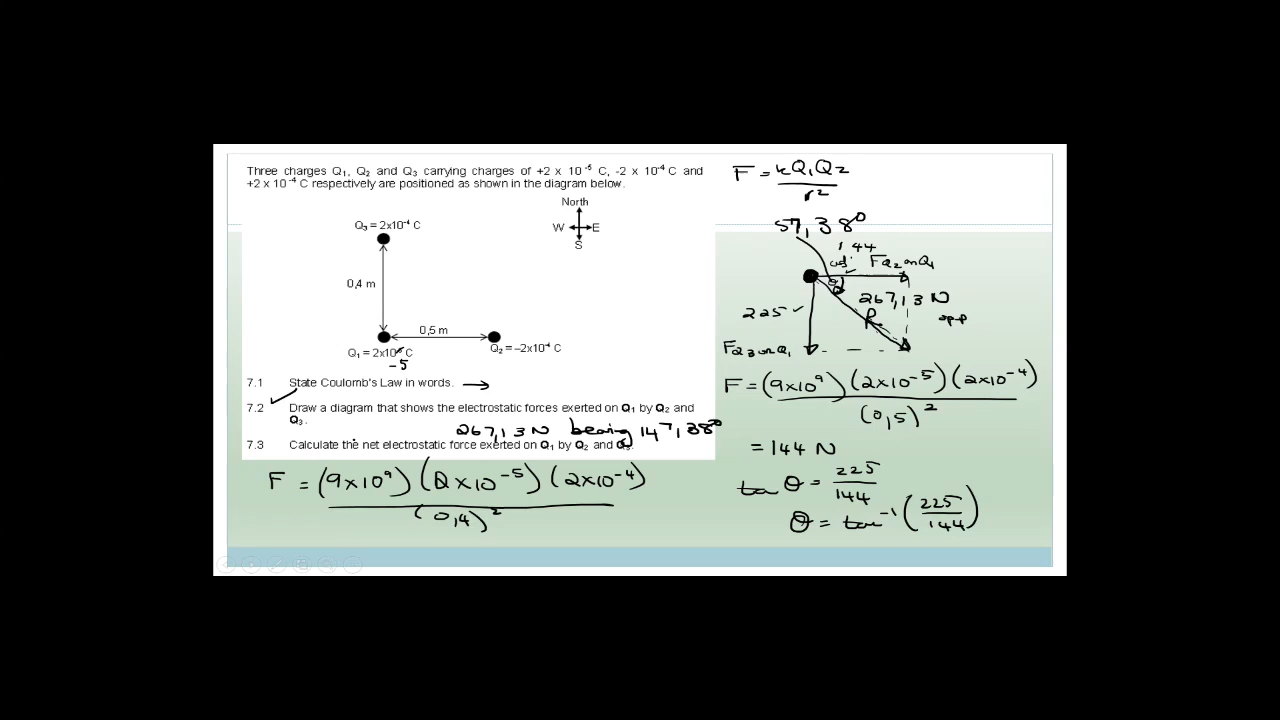 Three charges Q₁, Q₂ and Q₃ carrying charges of +2 x 10⁻⁵ C, -2 x 10⁻⁴ C and
+2 x 10⁻⁴ C respectively are positioned as shown in the diagram below.
North
W E
S
Q₃ = 2x10⁻⁴ C
0,4 m
0,5 m
Q₁ = 2x10 C
-5
Q₂ = –2x10⁻⁴ C
7.1 State Coulomb's Law in words.
7.2 Draw a diagram that shows the electrostatic forces exerted on Q₁ by Q₂ and
Q₃.
267,13 N bearing 147,38°
7.3 Calculate the net electrostatic force exerted on Q₁ by Q₂ and Q₃.
F = (9x10⁹)(2x10⁻⁵)(2x10⁻⁴)
(0,4)²
F = kQ₁Q₂
r²
57,38°
144
adj
FQ₂ on Q₁
θ
267,13 N
225
R
opp
FQ₃ on Q₁
F = (9x10⁹)(2x10⁻⁵)(2x10⁻⁴)
(0,5)²
= 144 N
tan θ = 225
144
θ = tan⁻¹(225
144)